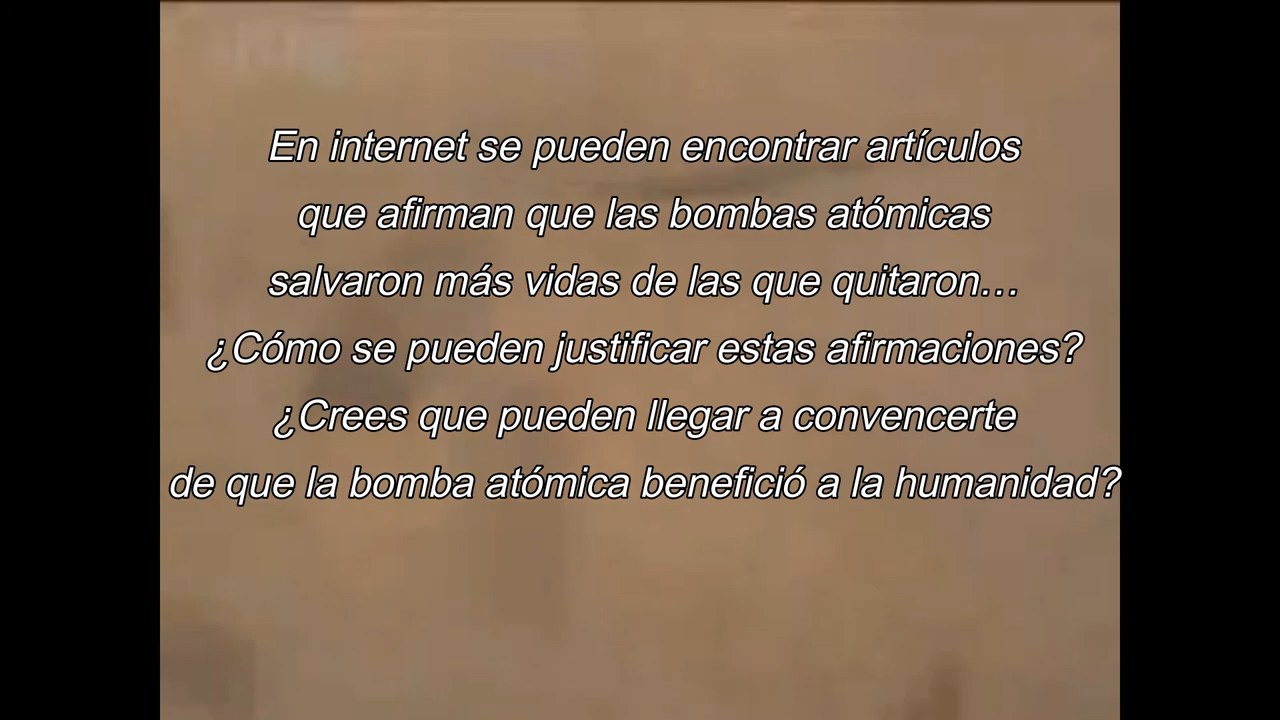 En internet se pueden encontrar artículos
que afirman que las bombas atómicas
salvaron más vidas de las que quitaron...
¿Cómo se pueden justificar estas afirmaciones?
¿Crees que pueden llegar a convencerte
de que la bomba atómica benefició a la humanidad?